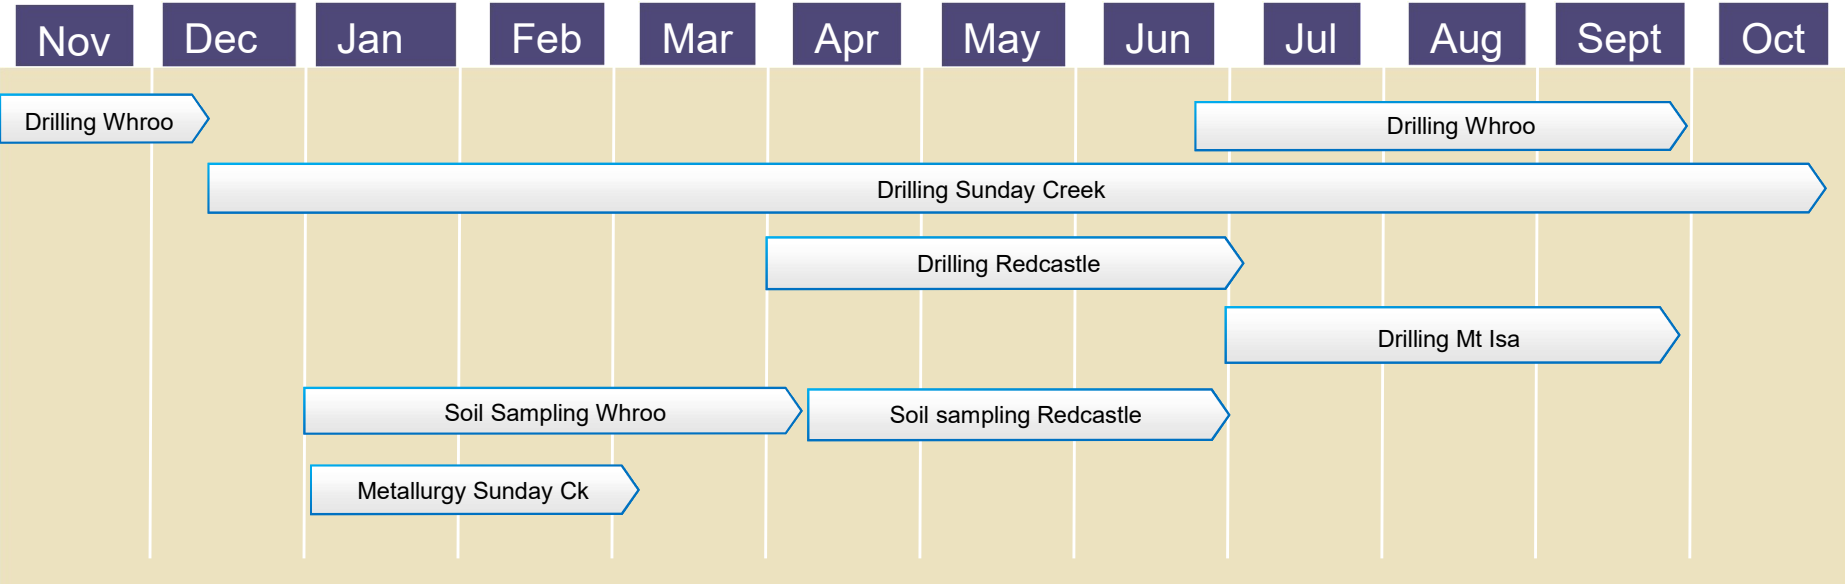 Nov Dec Jan Feb Mar Apr May Jun Jul Aug Sept Oct
Drilling Whroo Drilling Whroo
Drilling Sunday Creek
Drilling Redcastle
Drilling Mt Isa
Soil Sampling Whroo Soil sampling Redcastle
Metallurgy Sunday Ck